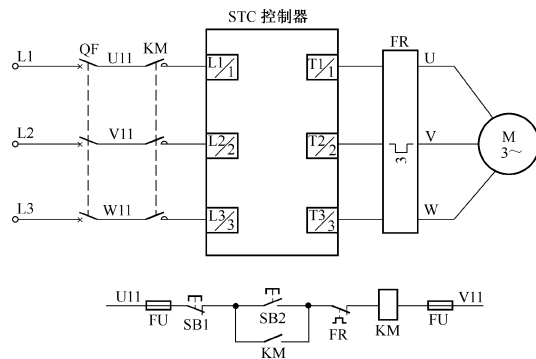 STC 控制器
QF U11 KM FR
L1 L1/1 T1/1 U
L2 V11 L2/2 T2/2 V M 3~
3
L3 W11 L3/3 T3/3 W
U11 V11
FU SB1 SB2 FR KM FU
KM